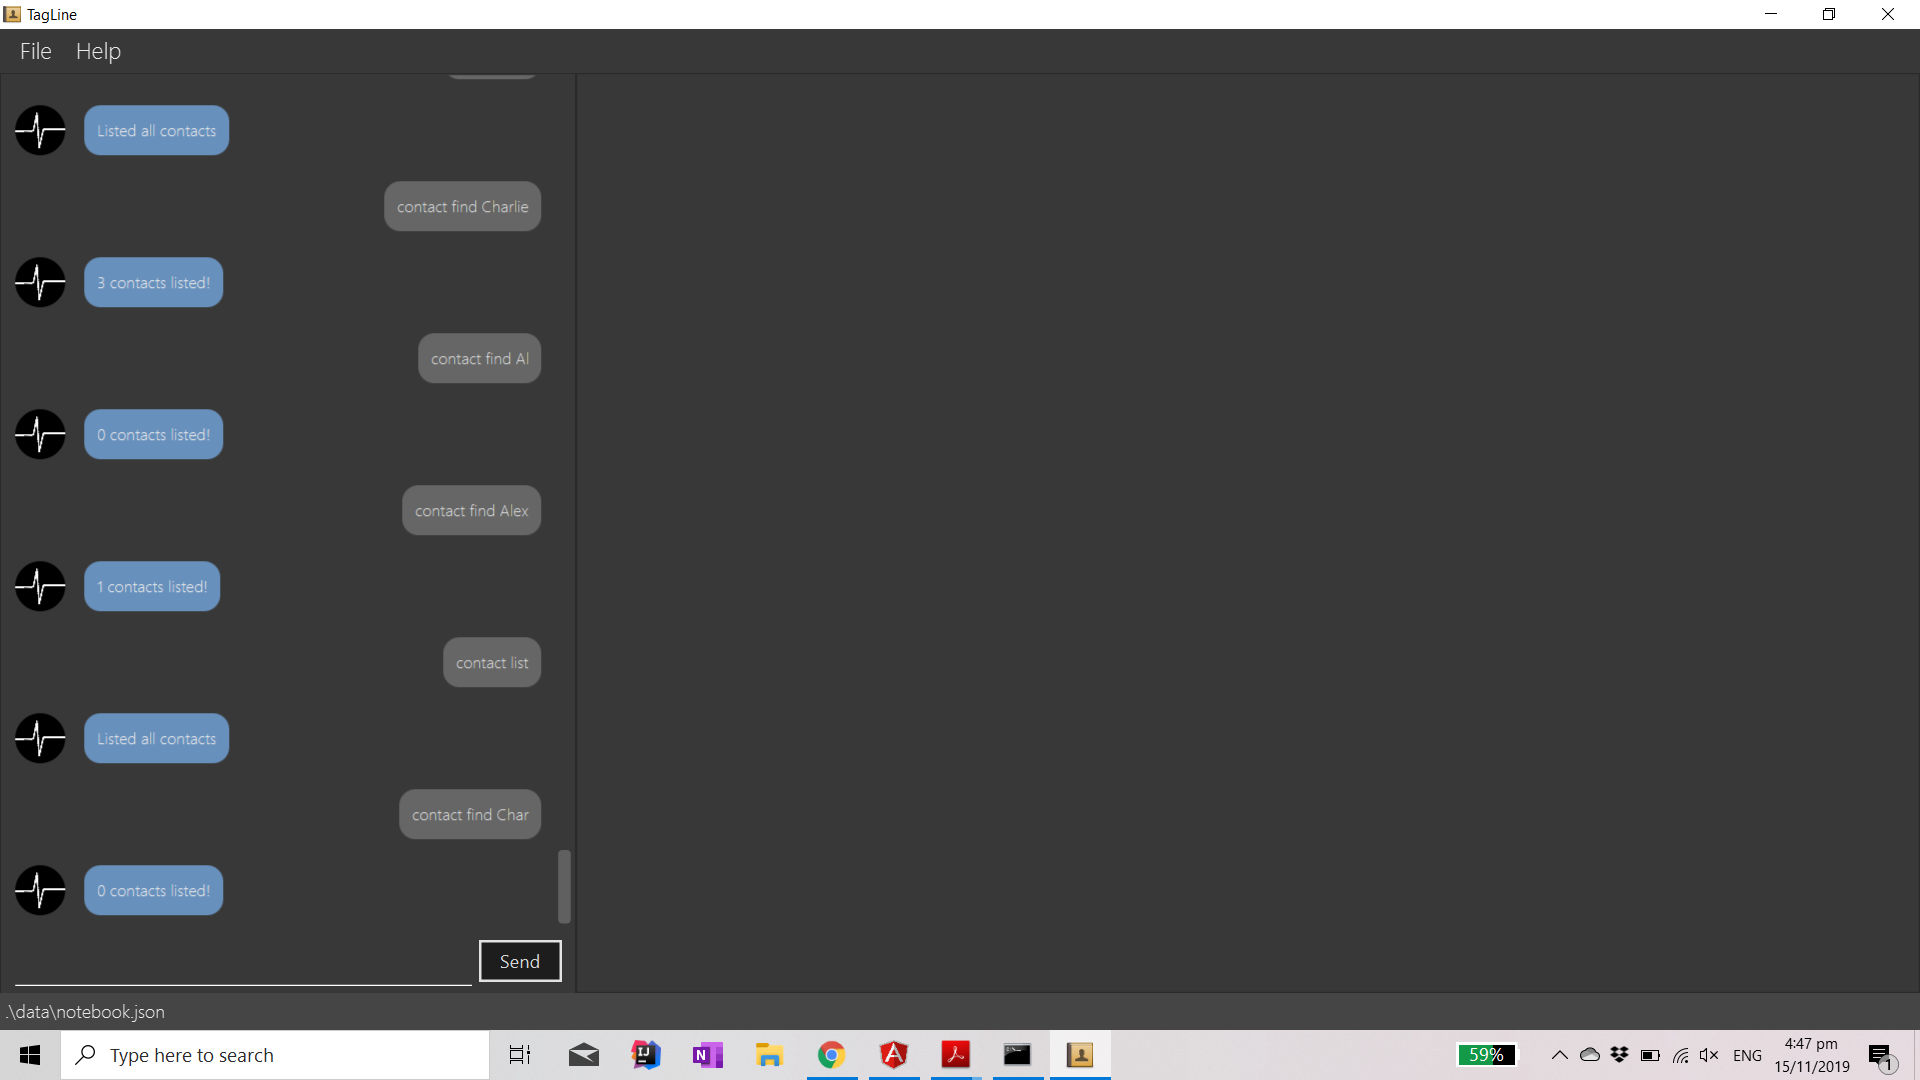 TagLine
File Help
Listed all contacts
contact find Charlie
3 contacts listed!
contact find Al
0 contacts listed!
contact find Alex
1 contacts listed!
contact list
Listed all contacts
contact find Char
0 contacts listed!
Send
.\data\notebook.json
Type here to search
59%
ENG
4:47 pm
15/11/2019
1